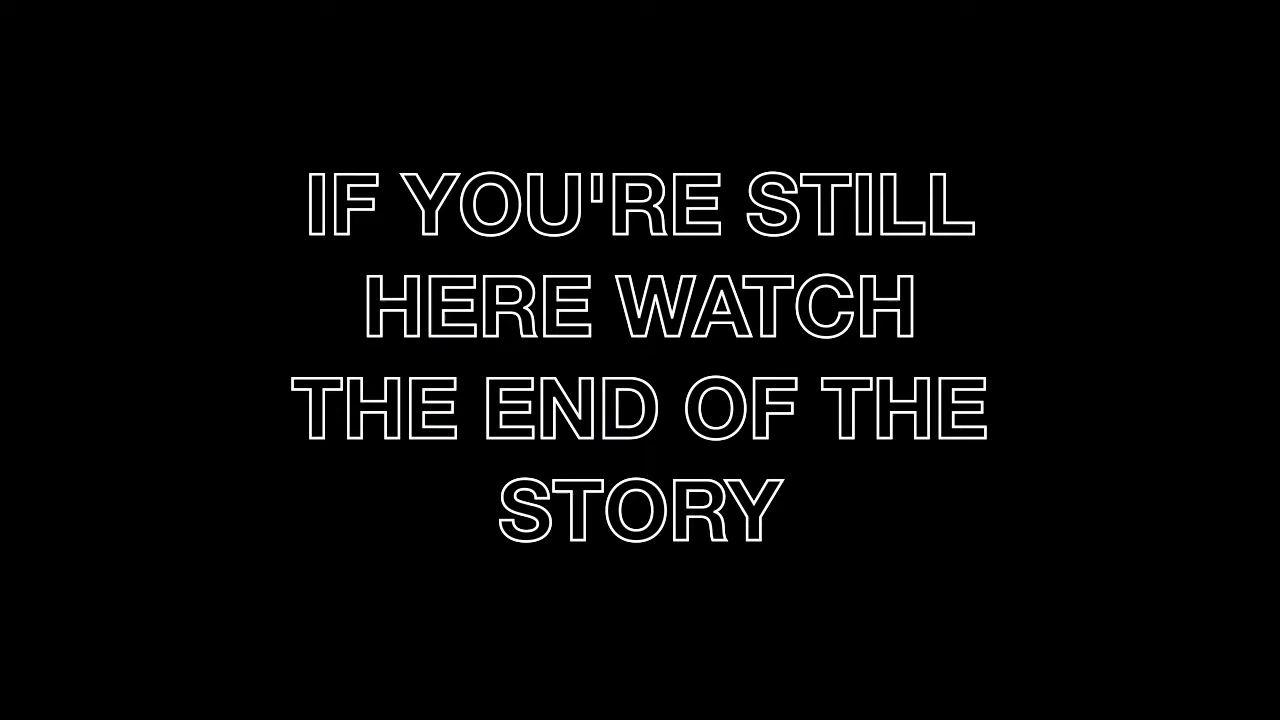 IF YOU'RE STILL
HERE WATCH
THE END OF THE
STORY